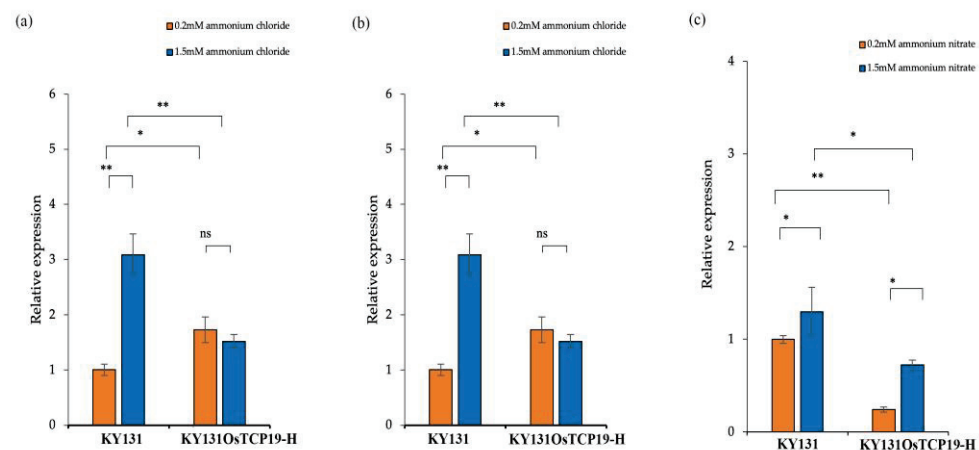 (a)
0.2mM ammonium chloride
1.5mM ammonium chloride
Relative expression
6
5
4
3
2
1
0
**
*
**
ns
KY131
KY131OsTCP19-H
(b)
0.2mM ammonium chloride
1.5mM ammonium chloride
Relative expression
6
5
4
3
2
1
0
**
*
**
ns
KY131
KY131OsTCP19-H
(c)
0.2mM ammonium nitrate
1.5mM ammonium nitrate
Relative expression
4
3
2
1
0
*
**
*
*
KY131
KY131OsTCP19-H